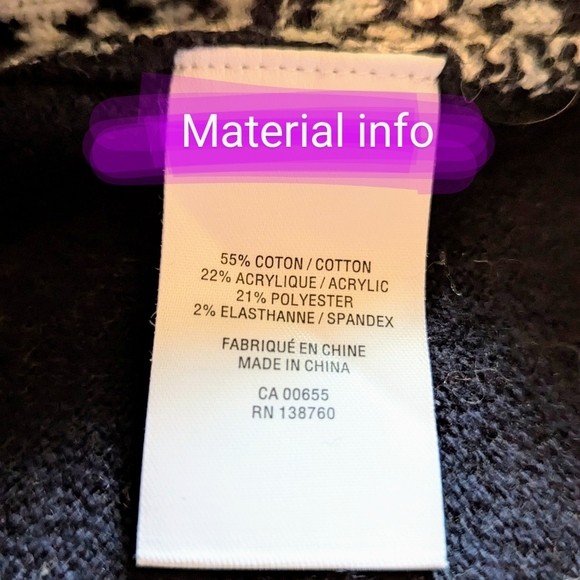 Material info
55% COTON / COTTON
22% ACRYLIQUE / ACRYLIC
21% POLYESTER
2% ELASTHANNE / SPANDEX
FABRIQUÉ EN CHINE
MADE IN CHINA
CA 00655
RN 138760